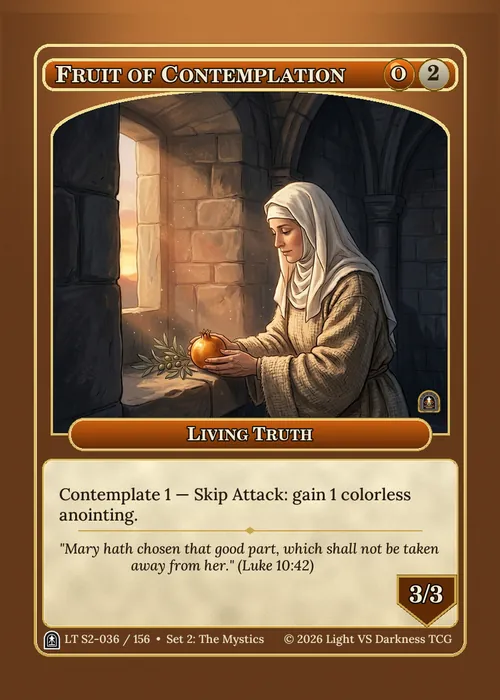 Fruit of Contemplation O 2
Living Truth
Contemplate 1 — Skip Attack: gain 1 colorless
anointing.
"Mary hath chosen that good part, which shall not be taken
away from her." (Luke 10:42)
3/3
LT S2-036 / 156 • Set 2: The Mystics © 2026 Light VS Darkness TCG